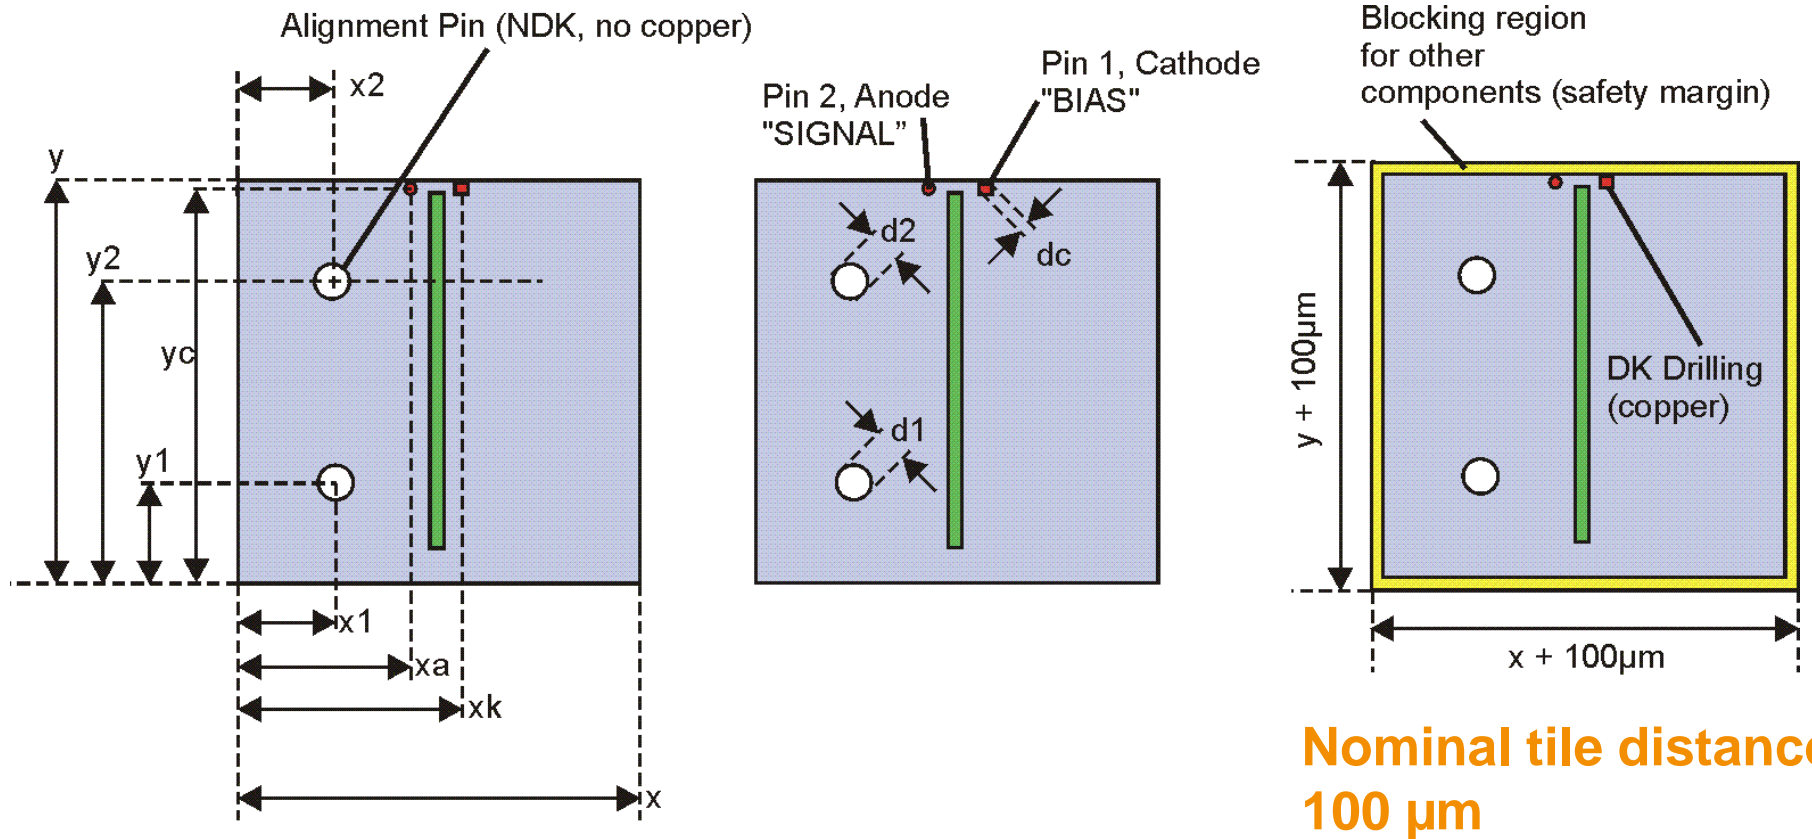 Alignment Pin (NDK, no copper)
x2
y
y2
yc
y1
x1
xa
xk
x
Pin 2, Anode
"SIGNAL”
Pin 1, Cathode
"BIAS"
d2
dc
d1
Blocking region
for other
components (safety margin)
y + 100µm
DK Drilling
(copper)
x + 100µm
Nominal tile distance
100 µm